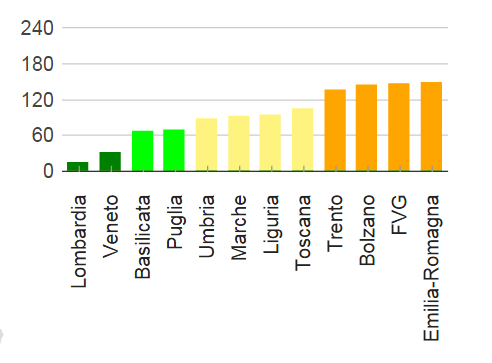 240
180
120
60
0
Lombardia
Veneto
Basilicata
Puglia
Umbria
Marche
Liguria
Toscana
Trento
Bolzano
FVG
Emilia-Romagna